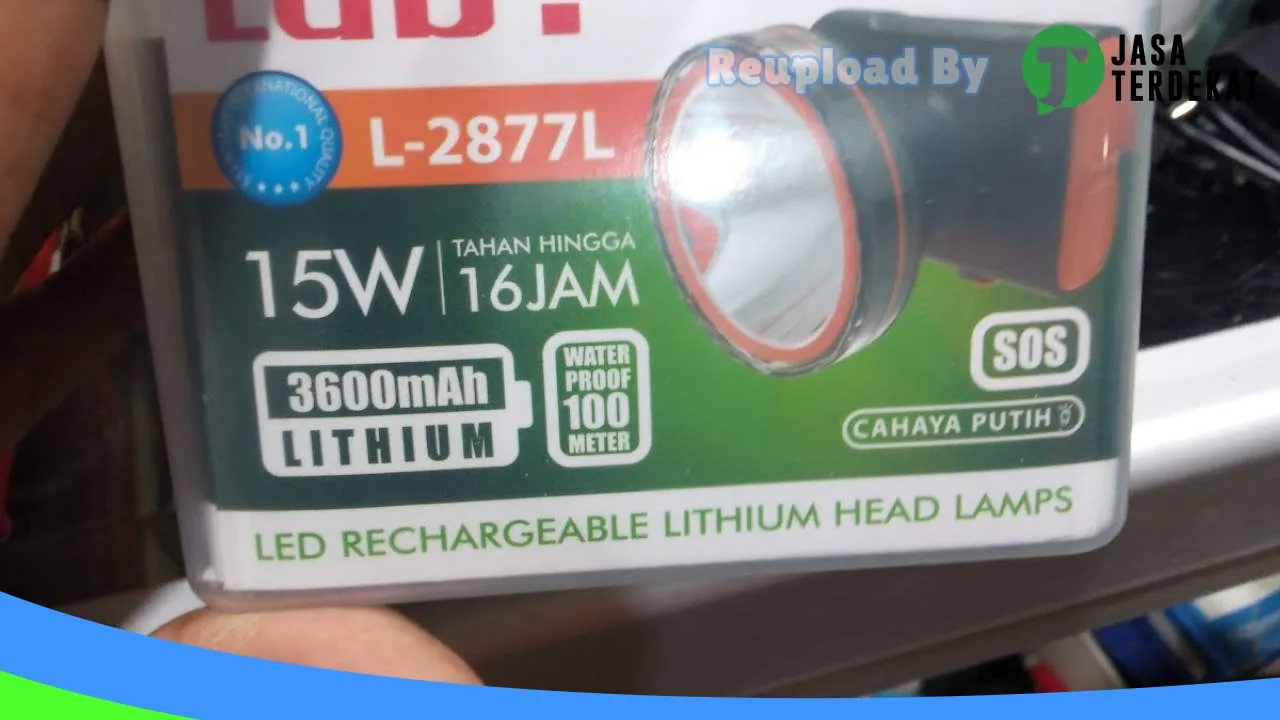 Reupload By
JASA
TERDEKAT
No.1
QUALITY
L-2877L
15W
TAHAN HINGGA
16JAM
3600mAh
LITHIUM
WATER
PROOF
100
METER
SOS
CAHAYA PUTIH
LED RECHARGEABLE LITHIUM HEAD LAMPS